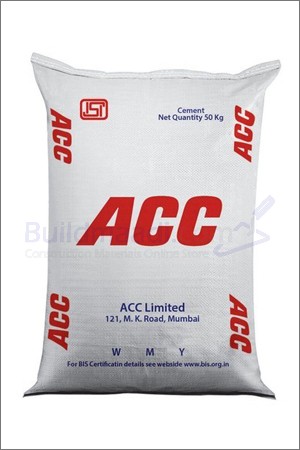 ISI
Cement
Net Quantity 50 Kg
ACC
ACC
ACC
ACC Limited
121, M. K. Road, Mumbai
ACC
ACC
W M Y
For BIS Certificatin details see webside www.bis.org.in